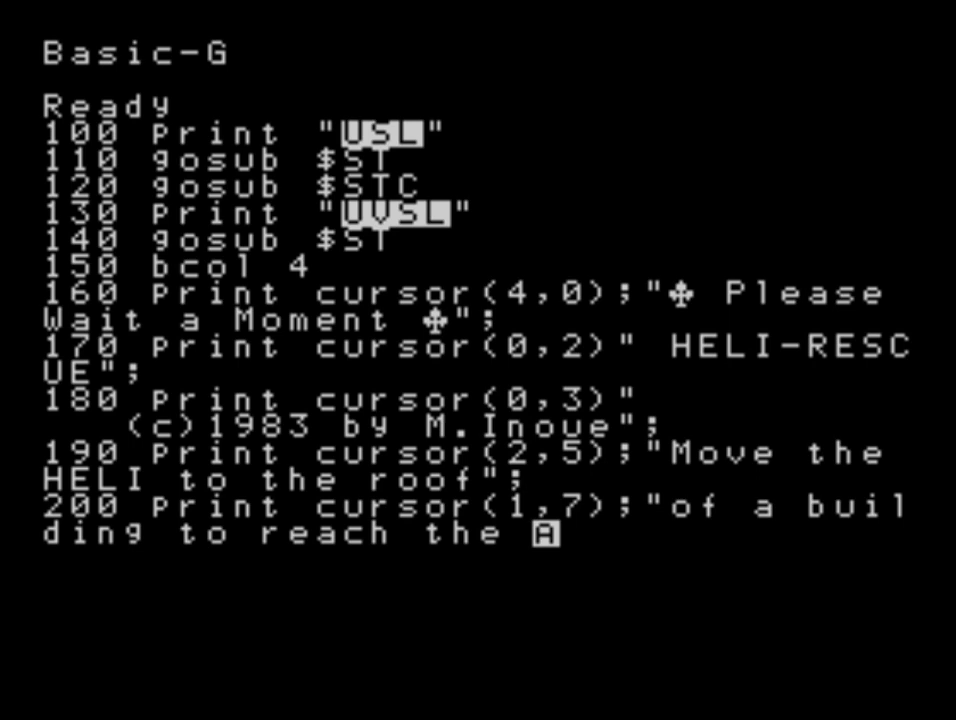 Basic-G
Ready
100 Print "USL"
110 gosub $ST
120 gosub $STC
130 Print "UVSL"
140 gosub $ST
150 bcol 4
160 Print cursor(4,0);"♣ Please
Wait a Moment ♣";
170 Print cursor(0,2)" HELI-RESC
UE";
180 Print cursor(0,3)"
(c)1983 by M.Inoue";
190 Print cursor(2,5);"Move the
HELI to the roof";
200 Print cursor(1,7);"of a buil
ding to reach the A